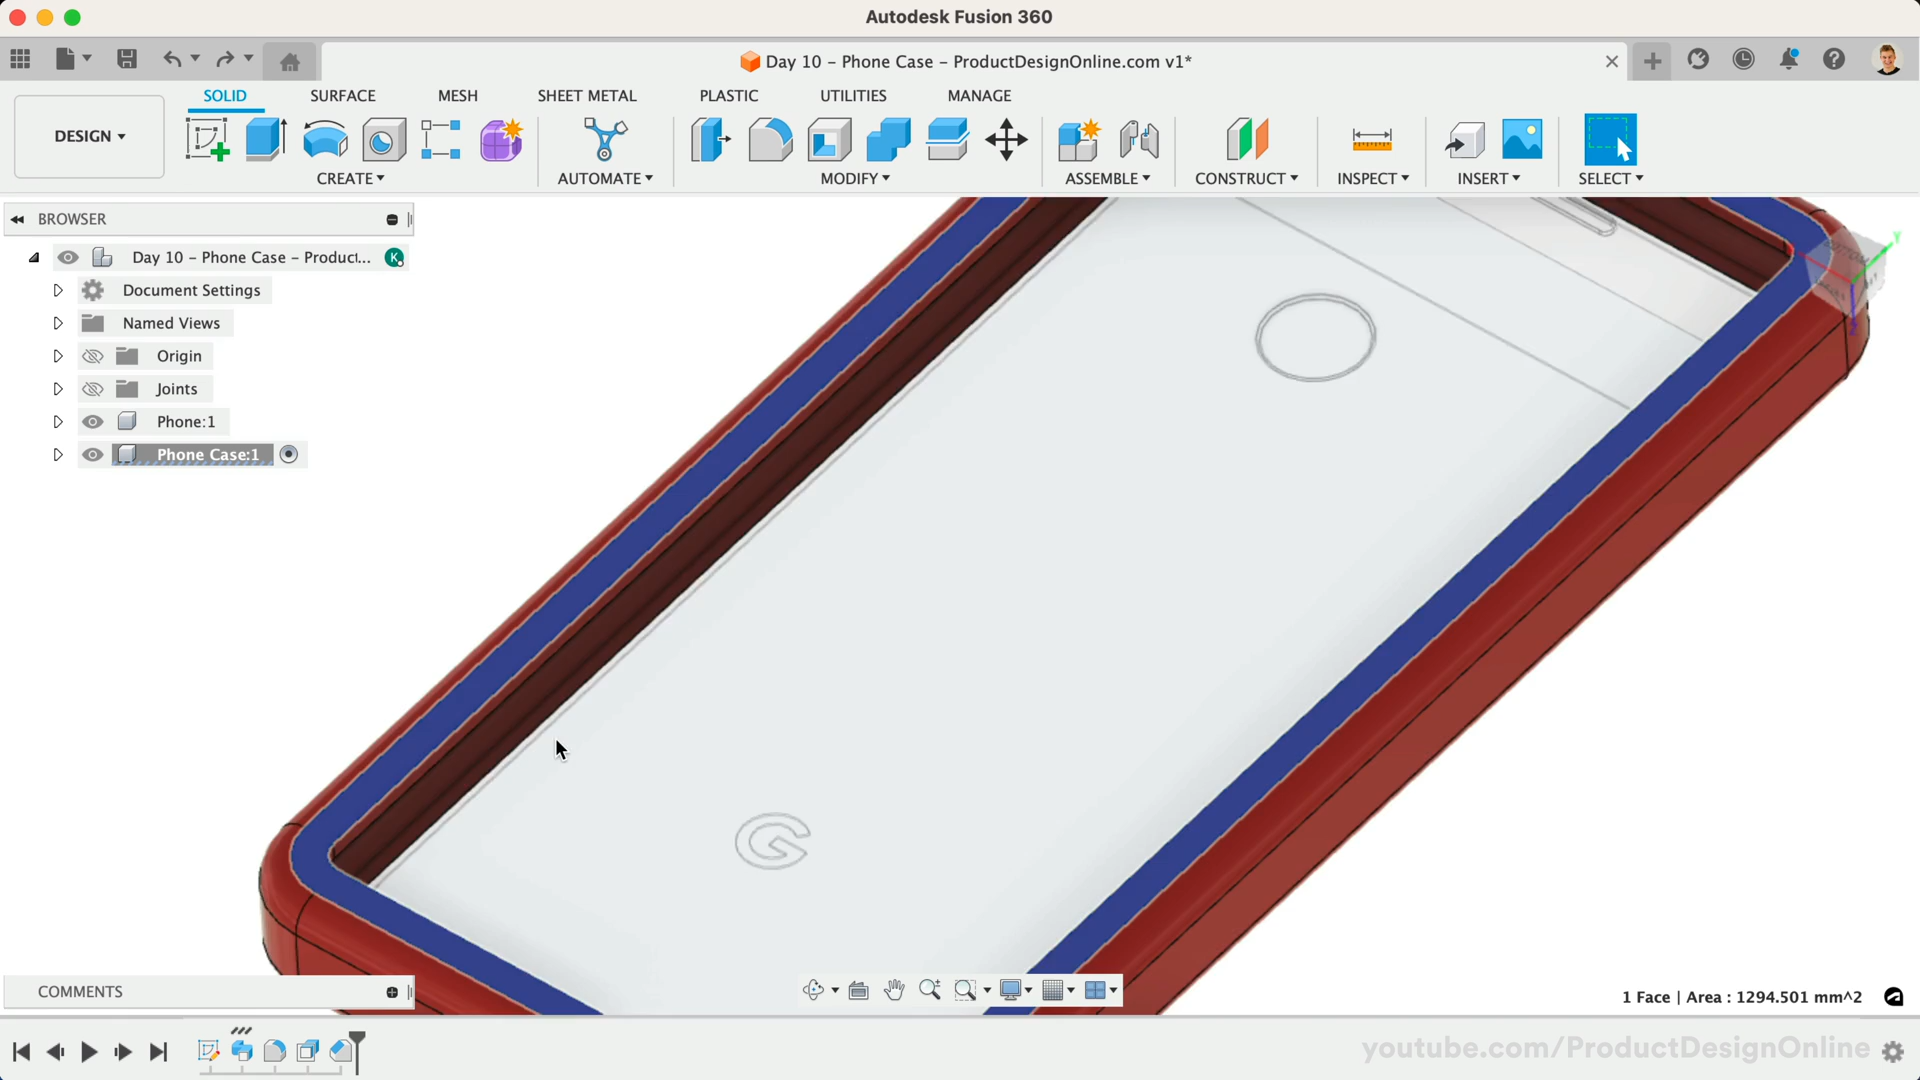 Autodesk Fusion 360
Day 10 – Phone Case – ProductDesignOnline.com v1*
SOLID SURFACE MESH SHEET METAL PLASTIC UTILITIES MANAGE
DESIGN
CREATE AUTOMATE MODIFY ASSEMBLE CONSTRUCT INSPECT INSERT SELECT
BROWSER
Day 10 – Phone Case – Product... K
Document Settings
Named Views
Origin
Joints
Phone:1
Phone Case:1
Y
G
COMMENTS
1 Face | Area : 1294.501 mm^2
youtube.com/ProductDesignOnline